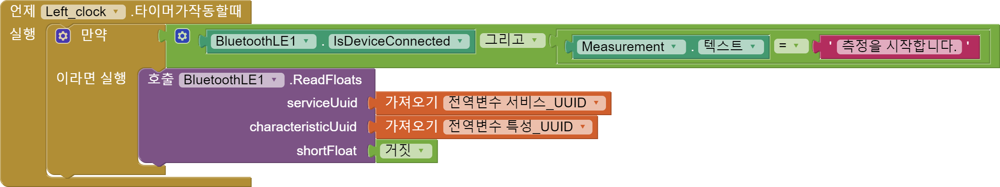 언제 Left_clock .타이머가작동할때
실행 만약 BluetoothLE1 . IsDeviceConnected 그리고 Measurement . 텍스트 = ' 측정을 시작합니다. '
이라면 실행 호출 BluetoothLE1 .ReadFloats
serviceUuid 가져오기 전역변수 서비스_UUID
characteristicUuid 가져오기 전역변수 특성_UUID
shortFloat 거짓